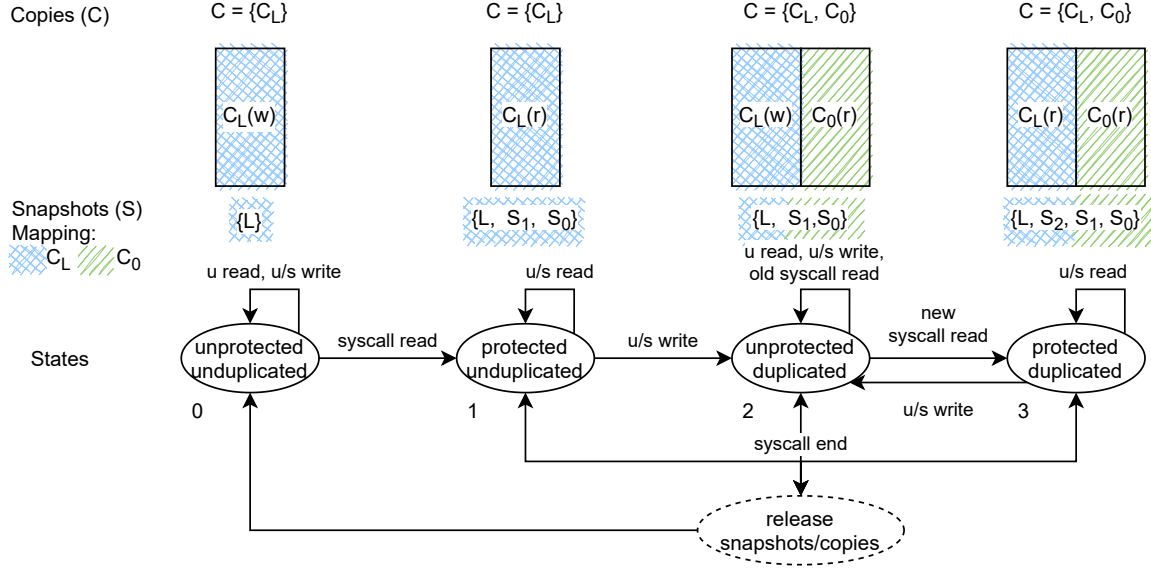 Copies (C)
C = {C_L}
C = {C_L}
C = {C_L, C_0}
C = {C_L, C_0}
C_L(w)
C_L(r)
C_L(w)
C_0(r)
C_L(r)
C_0(r)
Snapshots (S)
Mapping:
C_L
C_0
{L}
{L, S_1, S_0}
{L, S_1,S_0}
{L, S_2, S_1, S_0}
u read, u/s write
u/s read
u read, u/s write,
old syscall read
u/s read
States
unprotected
unduplicated
syscall read
protected
unduplicated
u/s write
unprotected
duplicated
new
syscall read
protected
duplicated
u/s write
0
1
2
3
syscall end
release
snapshots/copies